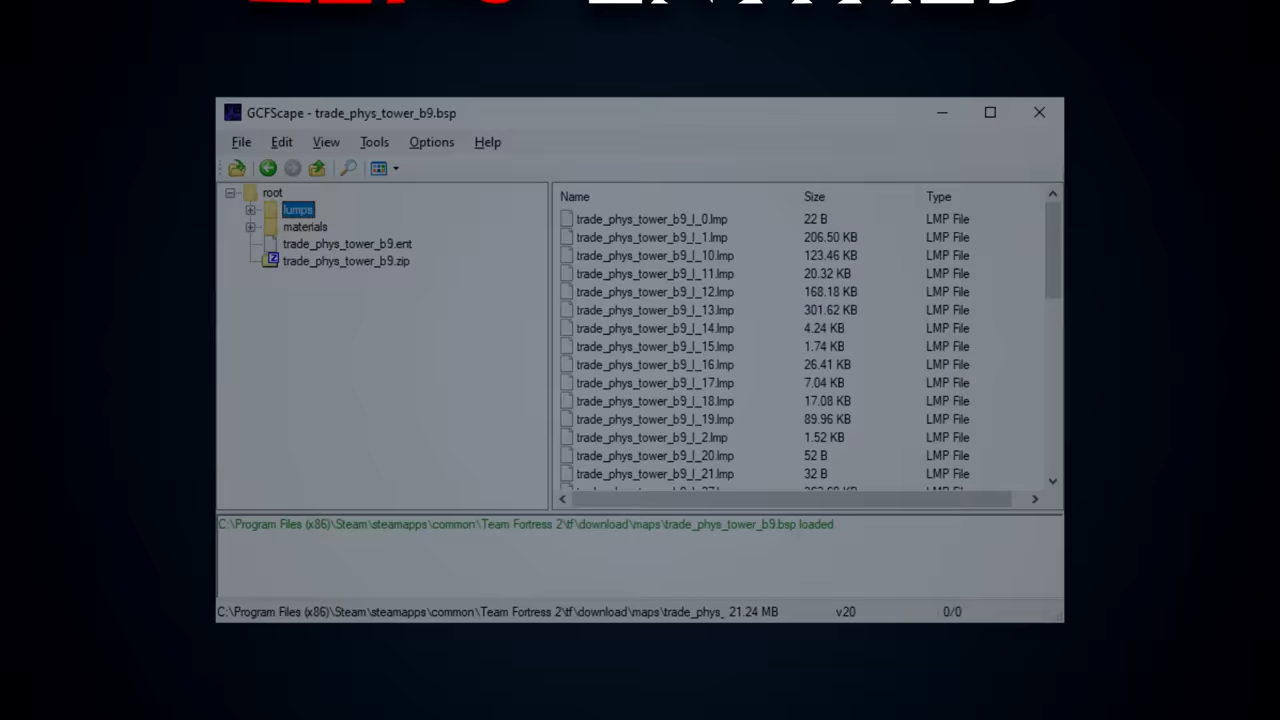 GCFScape - trade_phys_tower_b9.bsp
File Edit View Tools Options Help
root
lumps
materials
trade_phys_tower_b9.ent
trade_phys_tower_b9.zip
Name Size Type
trade_phys_tower_b9_l_0.lmp 22 B LMP File
trade_phys_tower_b9_l_1.lmp 206.50 KB LMP File
trade_phys_tower_b9_l_10.lmp 123.46 KB LMP File
trade_phys_tower_b9_l_11.lmp 20.32 KB LMP File
trade_phys_tower_b9_l_12.lmp 168.18 KB LMP File
trade_phys_tower_b9_l_13.lmp 301.62 KB LMP File
trade_phys_tower_b9_l_14.lmp 4.24 KB LMP File
trade_phys_tower_b9_l_15.lmp 1.74 KB LMP File
trade_phys_tower_b9_l_16.lmp 26.41 KB LMP File
trade_phys_tower_b9_l_17.lmp 7.04 KB LMP File
trade_phys_tower_b9_l_18.lmp 17.08 KB LMP File
trade_phys_tower_b9_l_19.lmp 89.96 KB LMP File
trade_phys_tower_b9_l_2.lmp 1.52 KB LMP File
trade_phys_tower_b9_l_20.lmp 52 B LMP File
trade_phys_tower_b9_l_21.lmp 32 B LMP File
C:\Program Files (x86)\Steam\steamapps\common\Team Fortress 2\tf\download\maps\trade_phys_tower_b9.bsp loaded
C:\Program Files (x86)\Steam\steamapps\common\Team Fortress 2\tf\download\maps\trade_phys_ 21.24 MB v20 0/0